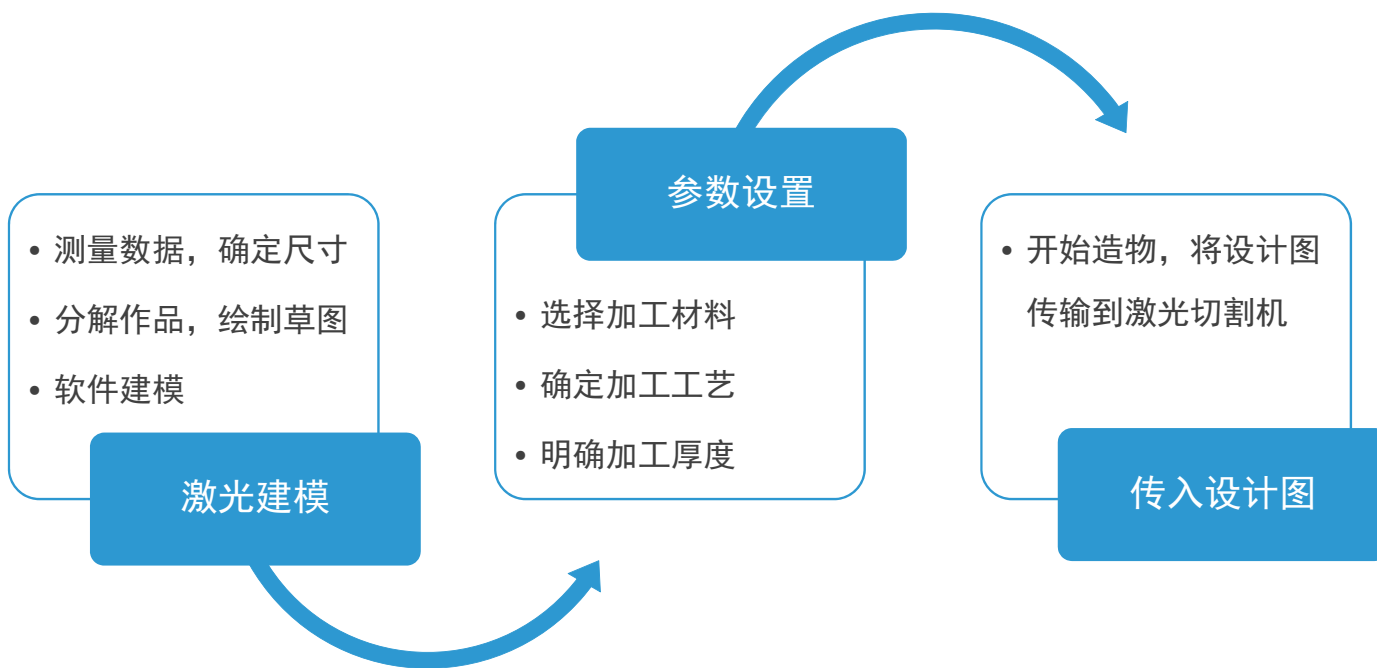 • 测量数据，确定尺寸
• 分解作品，绘制草图
• 软件建模
激光建模
参数设置
• 选择加工材料
• 确定加工工艺
• 明确加工厚度
• 开始造物，将设计图
传输到激光切割机
传入设计图